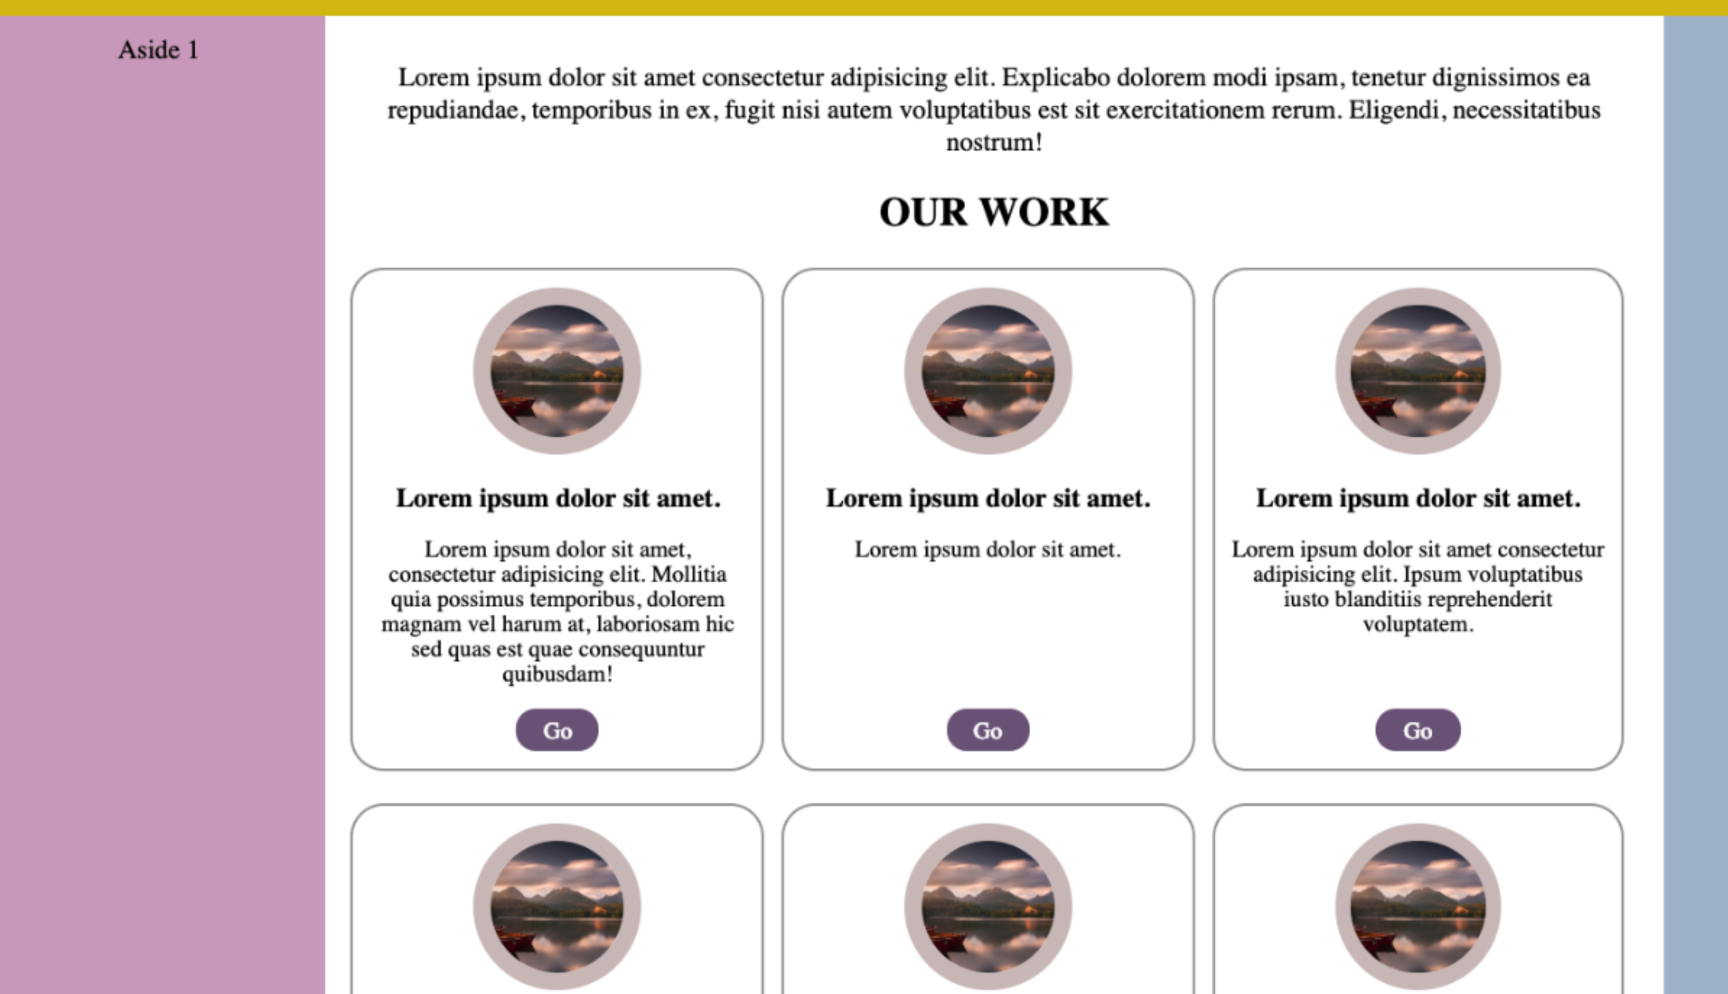 Aside 1
Lorem ipsum dolor sit amet consectetur adipisicing elit. Explicabo dolorem modi ipsam, tenetur dignissimos ea
repudiandae, temporibus in ex, fugit nisi autem voluptatibus est sit exercitationem rerum. Eligendi, necessitatibus
nostrum!
OUR WORK
Lorem ipsum dolor sit amet.
Lorem ipsum dolor sit amet,
consectetur adipisicing elit. Mollitia
quia possimus temporibus, dolorem
magnam vel harum at, laboriosam hic
sed quas est quae consequuntur
quibusdam!
Go
Lorem ipsum dolor sit amet.
Lorem ipsum dolor sit amet.
Go
Lorem ipsum dolor sit amet.
Lorem ipsum dolor sit amet consectetur
adipisicing elit. Ipsum voluptatibus
iusto blanditiis reprehenderit
voluptatem.
Go